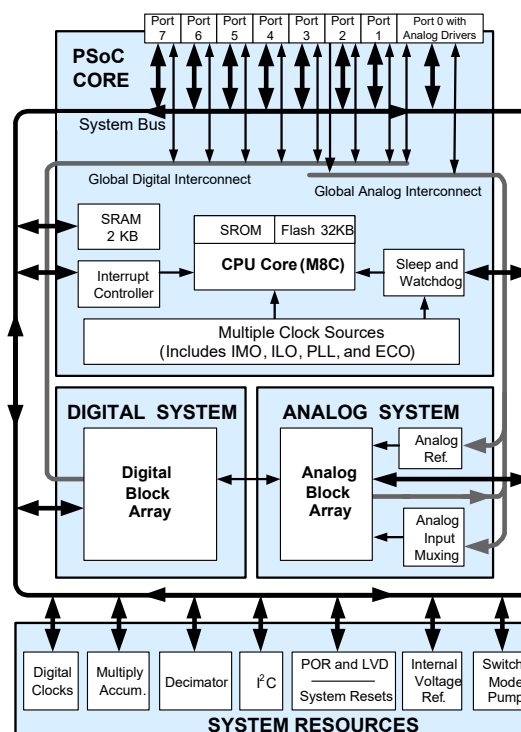 Port 7
Port 6
Port 5
Port 4
Port 3
Port 2
Port 1
Port 0 with
Analog Drivers
PSoC
CORE
System Bus
Global Digital Interconnect
Global Analog Interconnect
SRAM
2 KB
SROM
Flash 32KB
CPU Core (M8C)
Interrupt
Controller
Sleep and
Watchdog
Multiple Clock Sources
(Includes IMO, ILO, PLL, and ECO)
DIGITAL SYSTEM
ANALOG SYSTEM
Digital
Block
Array
Analog
Block
Array
Analog
Ref.
Analog
Input
Muxing
Digital
Clocks
Multiply
Accum.
Decimator
I²C
POR and LVD
System Resets
Internal
Voltage
Ref.
Switch
Mode
Pump
SYSTEM RESOURCES